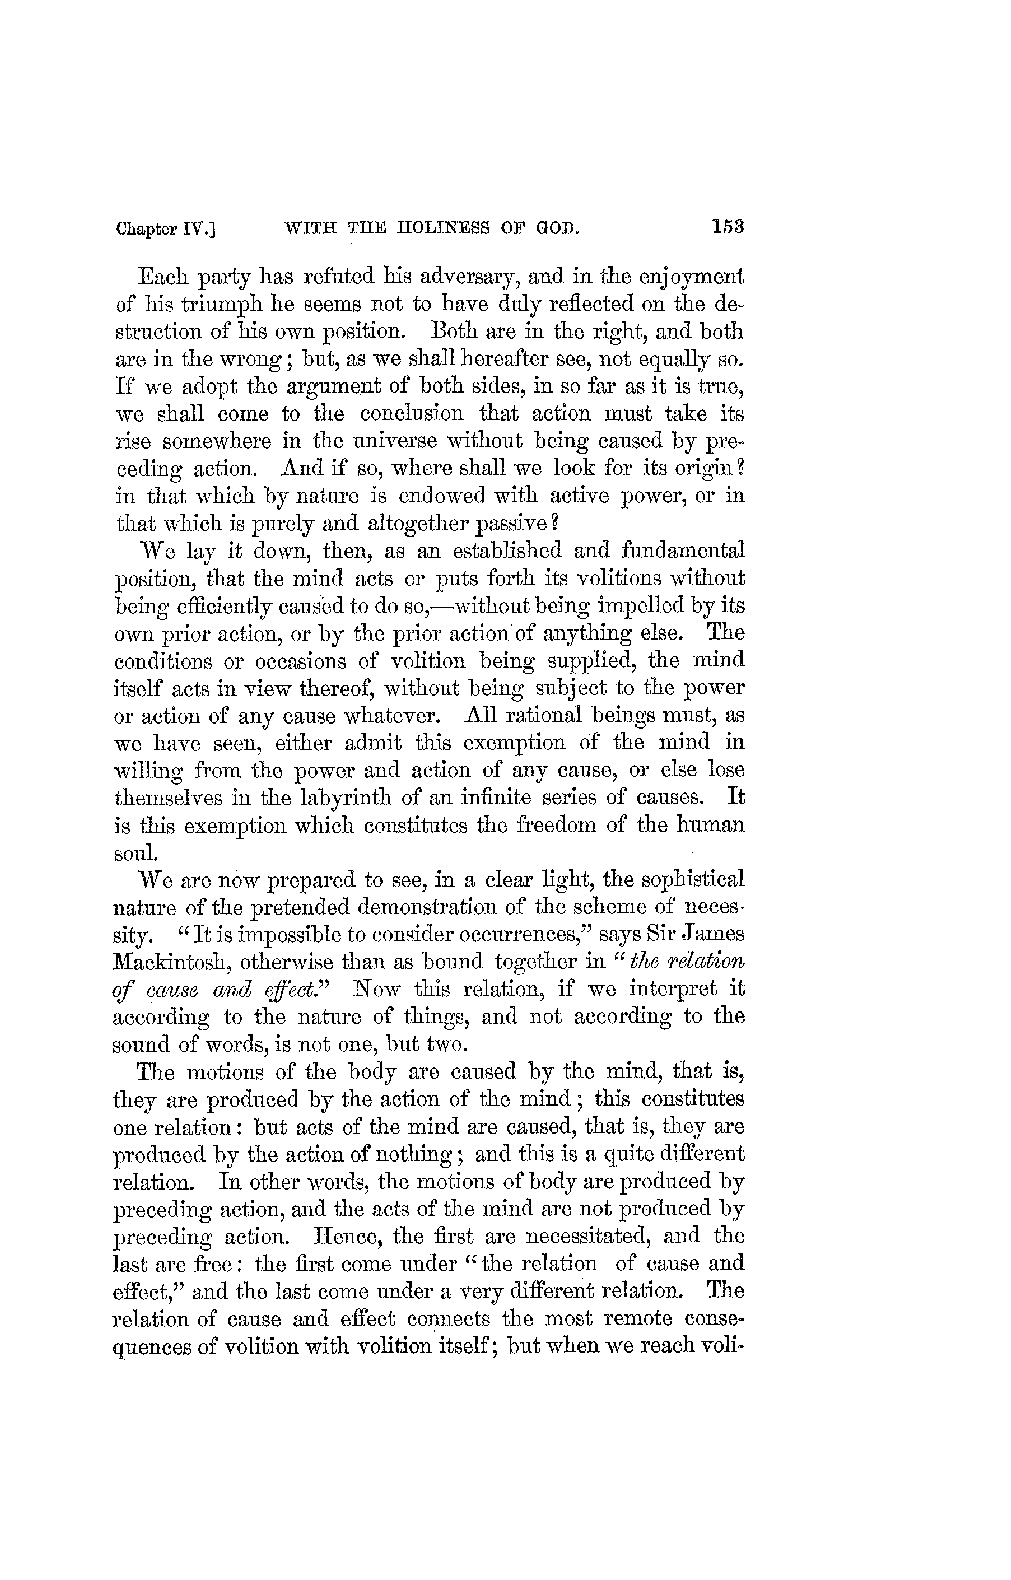 Chapter IV.] WITH THE HOLINESS OF GOD. 153
Each party has refuted his adversary, and in the enjoyment
of his triumph he seems not to have duly reflected on the de-
struction of his own position. Both are in the right, and both
are in the wrong; but, as we shall hereafter see, not equally so.
If we adopt the argument of both sides, in so far as it is true,
we shall come to the conclusion that action must take its
rise somewhere in the universe without being caused by pre-
ceding action. And if so, where shall we look for its origin?
in that which by nature is endowed with active power, or in
that which is purely and altogether passive?
We lay it down, then, as an established and fundamental
position, that the mind acts or puts forth its volitions without
being efficiently caused to do so,—without being impelled by its
own prior action, or by the prior action of anything else. The
conditions or occasions of volition being supplied, the mind
itself acts in view thereof, without being subject to the power
or action of any cause whatever. All rational beings must, as
we have seen, either admit this exemption of the mind in
willing from the power and action of any cause, or else lose
themselves in the labyrinth of an infinite series of causes. It
is this exemption which constitutes the freedom of the human
soul.
We are now prepared to see, in a clear light, the sophistical
nature of the pretended demonstration of the scheme of neces-
sity. “It is impossible to consider occurrences,” says Sir James
Mackintosh, otherwise than as bound together in “the relation
of cause and effect.” Now this relation, if we interpret it
according to the nature of things, and not according to the
sound of words, is not one, but two.
The motions of the body are caused by the mind, that is,
they are produced by the action of the mind; this constitutes
one relation: but acts of the mind are caused, that is, they are
produced by the action of nothing; and this is a quite different
relation. In other words, the motions of body are produced by
preceding action, and the acts of the mind are not produced by
preceding action. Hence, the first are necessitated, and the
last are free: the first come under “the relation of cause and
effect,” and the last come under a very different relation. The
relation of cause and effect connects the most remote conse-
quences of volition with volition itself; but when we reach voli-